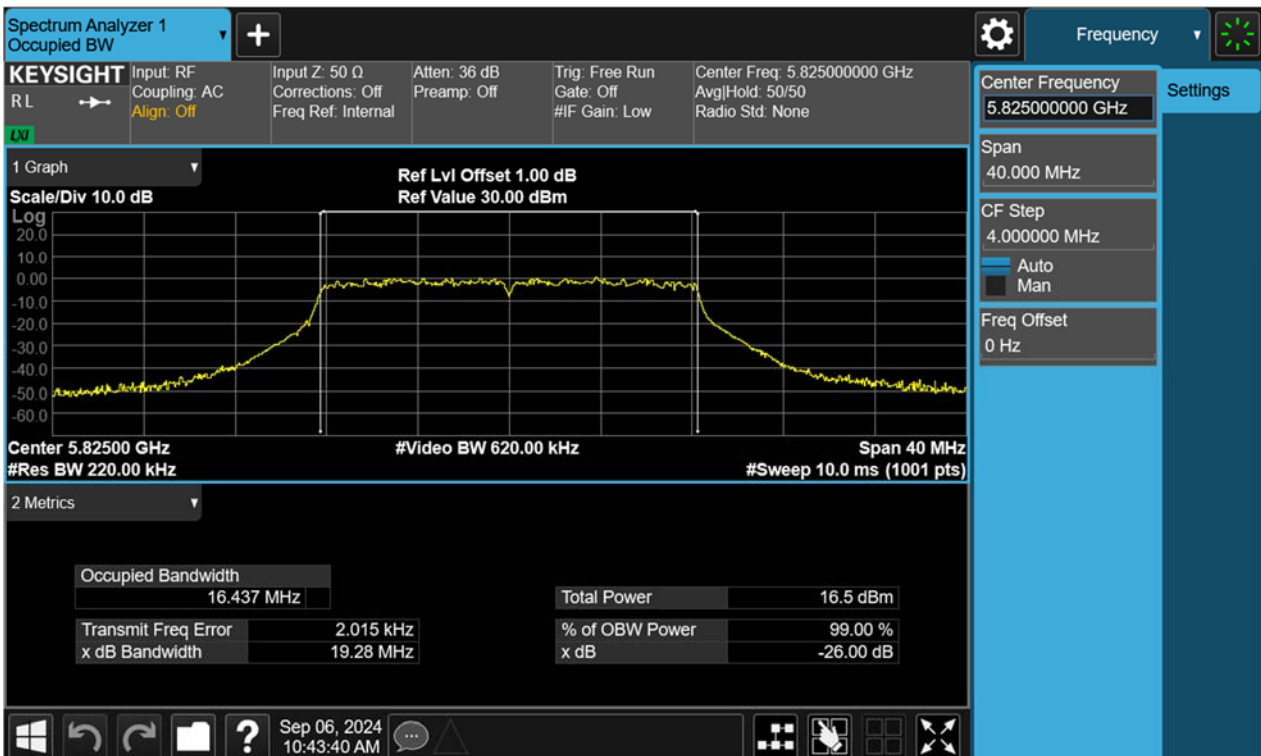 Spectrum Analyzer 1
Occupied BW
Frequency
KEYSIGHT
R L
LXI
Input: RF
Coupling: AC
Align: Off
Input Z: 50 Ω
Corrections: Off
Freq Ref: Internal
Atten: 36 dB
Preamp: Off
Trig: Free Run
Gate: Off
#IF Gain: Low
Center Freq: 5.825000000 GHz
Avg|Hold: 50/50
Radio Std: None
Center Frequency
5.825000000 GHz
Settings
Span
40.000 MHz
CF Step
4.000000 MHz
Auto
Man
Freq Offset
0 Hz
1 Graph
Scale/Div 10.0 dB
Ref Lvl Offset 1.00 dB
Ref Value 30.00 dBm
Log
20.0
10.0
0.00
-10.0
-20.0
-30.0
-40.0
-50.0
-60.0
Center 5.82500 GHz
#Res BW 220.00 kHz
#Video BW 620.00 kHz
Span 40 MHz
#Sweep 10.0 ms (1001 pts)
2 Metrics
Occupied Bandwidth
16.437 MHz
Transmit Freq Error 2.015 kHz
x dB Bandwidth 19.28 MHz
Total Power 16.5 dBm
% of OBW Power 99.00 %
x dB -26.00 dB
?
Sep 06, 2024
10:43:40 AM